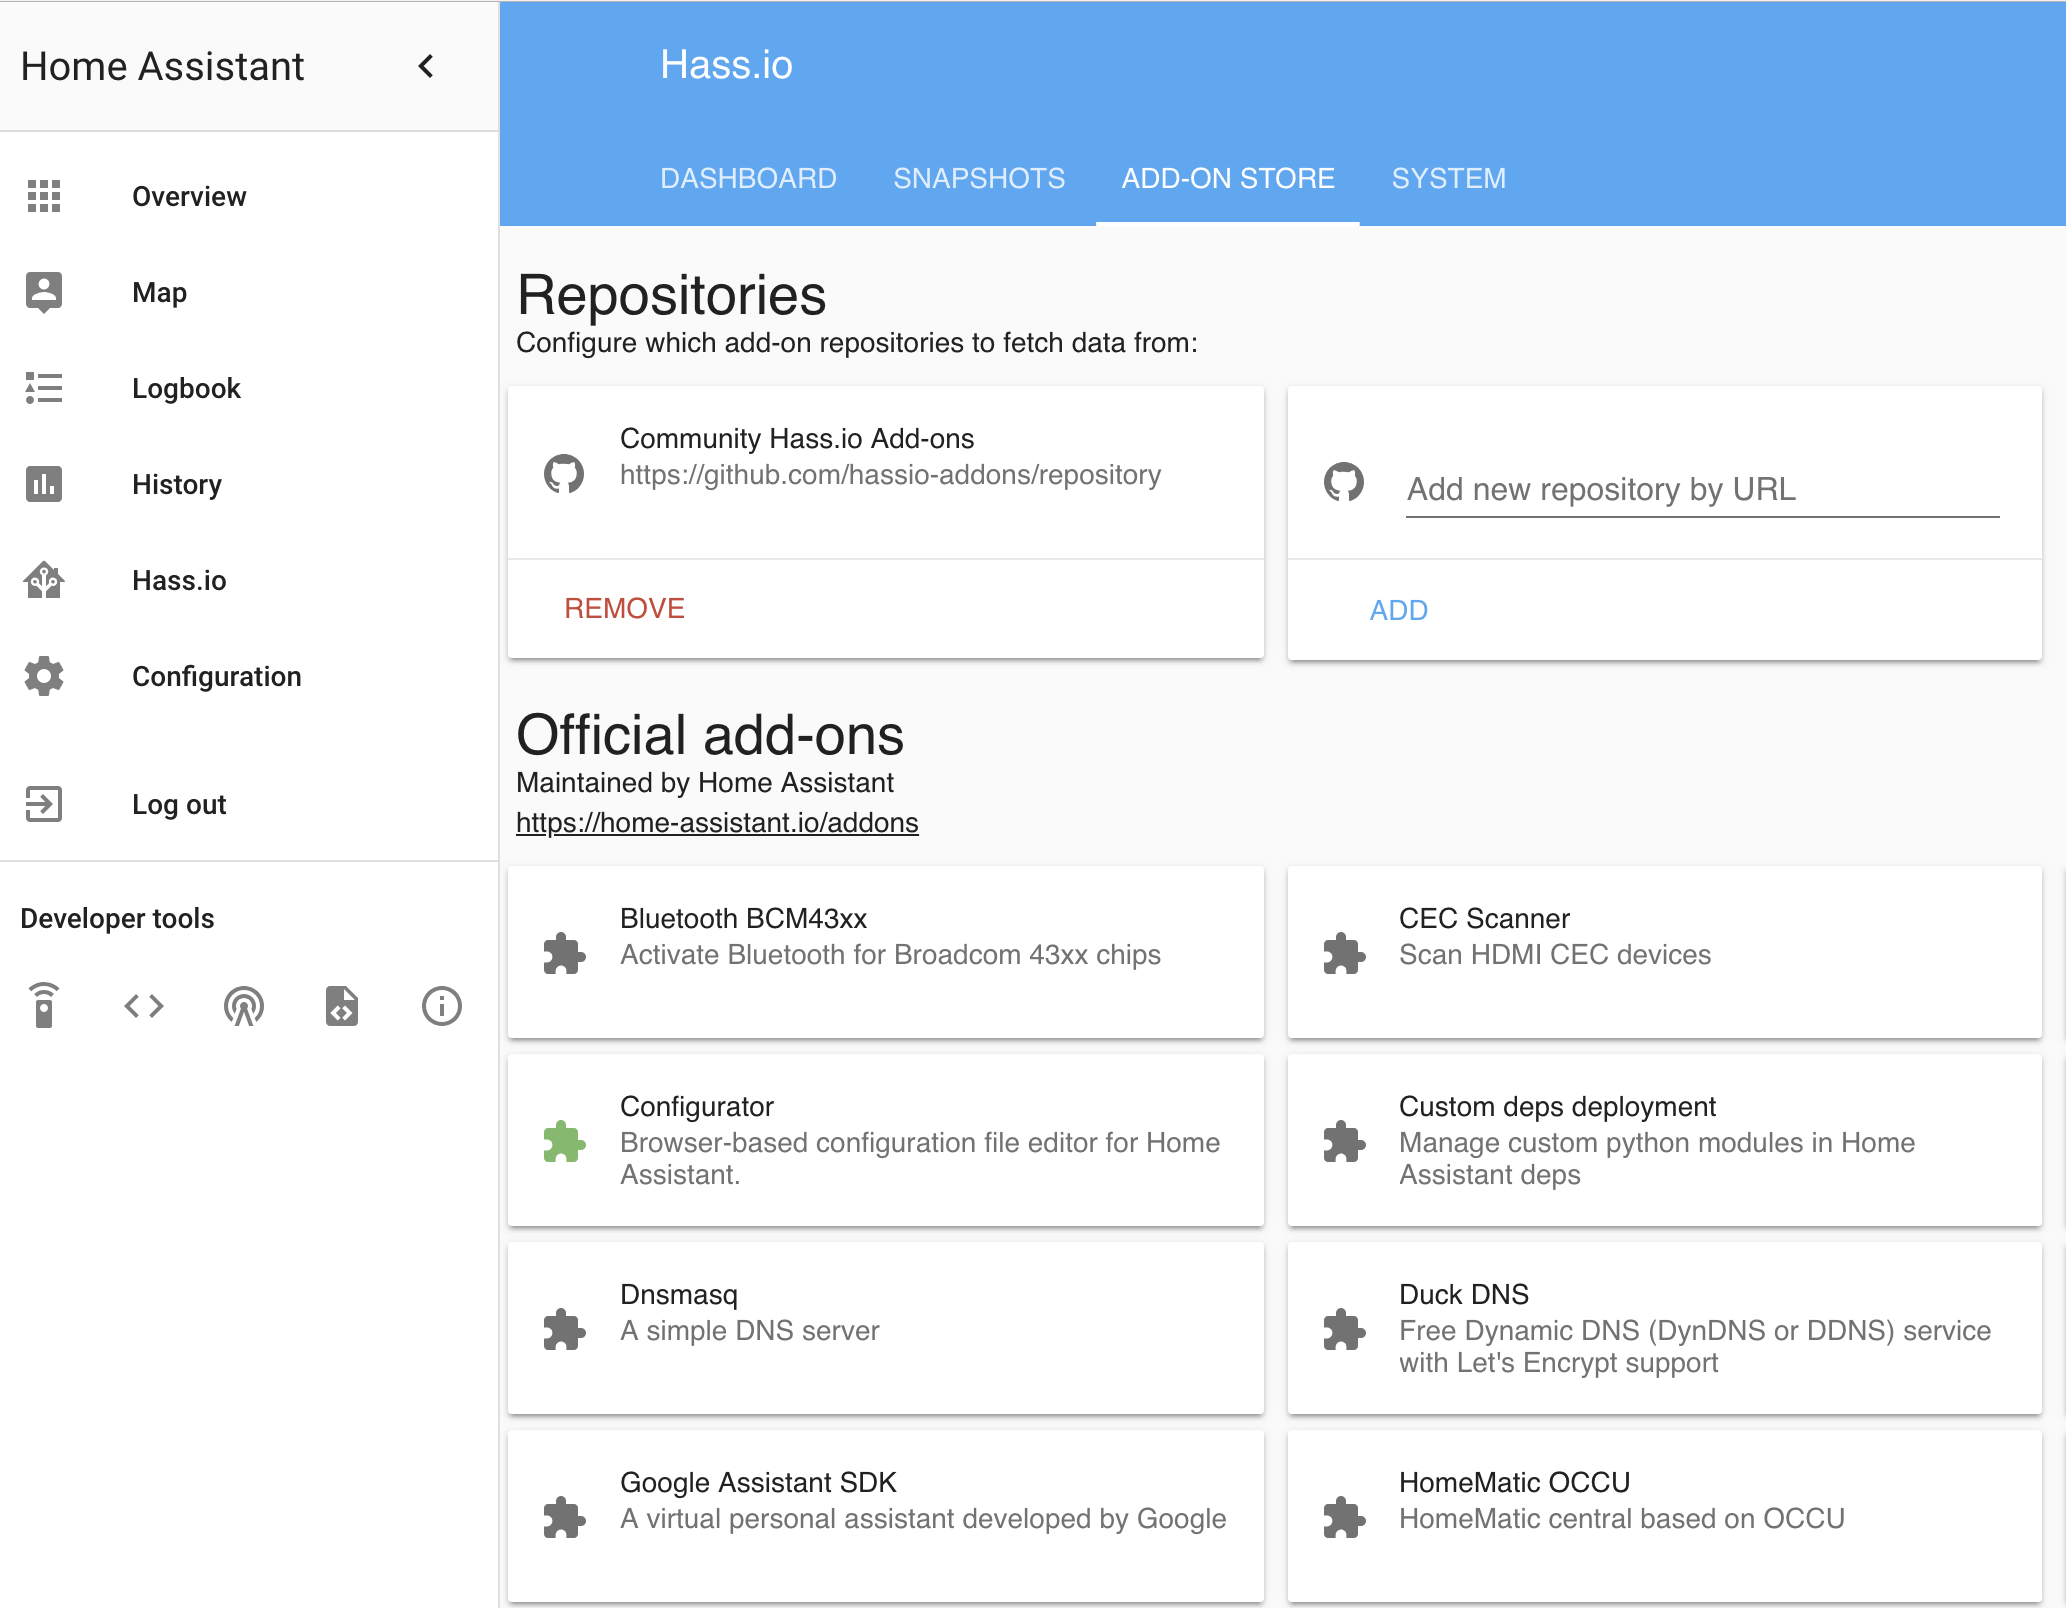 Home Assistant
Overview
Map
Logbook
History
Hass.io
Configuration
Log out
Developer tools
Hass.io
DASHBOARD
SNAPSHOTS
ADD-ON STORE
SYSTEM
Repositories
Configure which add-on repositories to fetch data from:
Community Hass.io Add-ons
https://github.com/hassio-addons/repository
REMOVE
Add new repository by URL
ADD
Official add-ons
Maintained by Home Assistant
https://home-assistant.io/addons
Bluetooth BCM43xx
Activate Bluetooth for Broadcom 43xx chips
CEC Scanner
Scan HDMI CEC devices
Configurator
Browser-based configuration file editor for Home
Assistant.
Custom deps deployment
Manage custom python modules in Home
Assistant deps
Dnsmasq
A simple DNS server
Duck DNS
Free Dynamic DNS (DynDNS or DDNS) service
with Let's Encrypt support
Google Assistant SDK
A virtual personal assistant developed by Google
HomeMatic OCCU
HomeMatic central based on OCCU